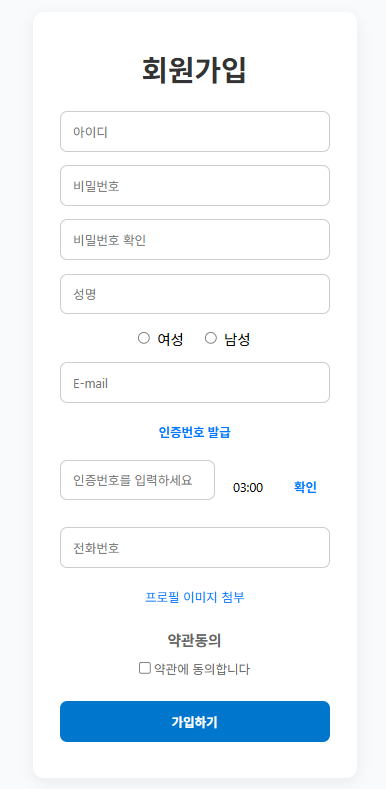 회원가입
아이디
비밀번호
비밀번호 확인
성명
여성 남성
E-mail
인증번호 발급
인증번호를 입력하세요 03:00 확인
전화번호
프로필 이미지 첨부
약관동의
약관에 동의합니다
가입하기